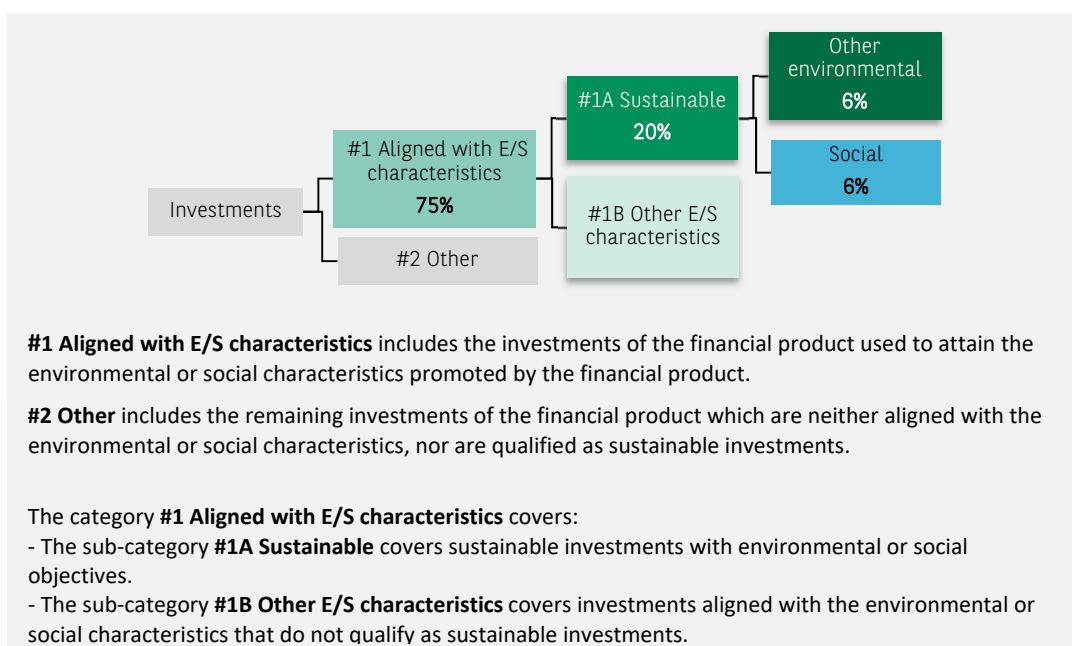 Other
environmental
6%
#1A Sustainable
20%
#1 Aligned with E/S
characteristics
75%
Social
6%
Investments
#1B Other E/S
characteristics
#2 Other
#1 Aligned with E/S characteristics includes the investments of the financial product used to attain the
environmental or social characteristics promoted by the financial product.
#2 Other includes the remaining investments of the financial product which are neither aligned with the
environmental or social characteristics, nor are qualified as sustainable investments.
The category #1 Aligned with E/S characteristics covers:
- The sub-category #1A Sustainable covers sustainable investments with environmental or social
objectives.
- The sub-category #1B Other E/S characteristics covers investments aligned with the environmental or
social characteristics that do not qualify as sustainable investments.